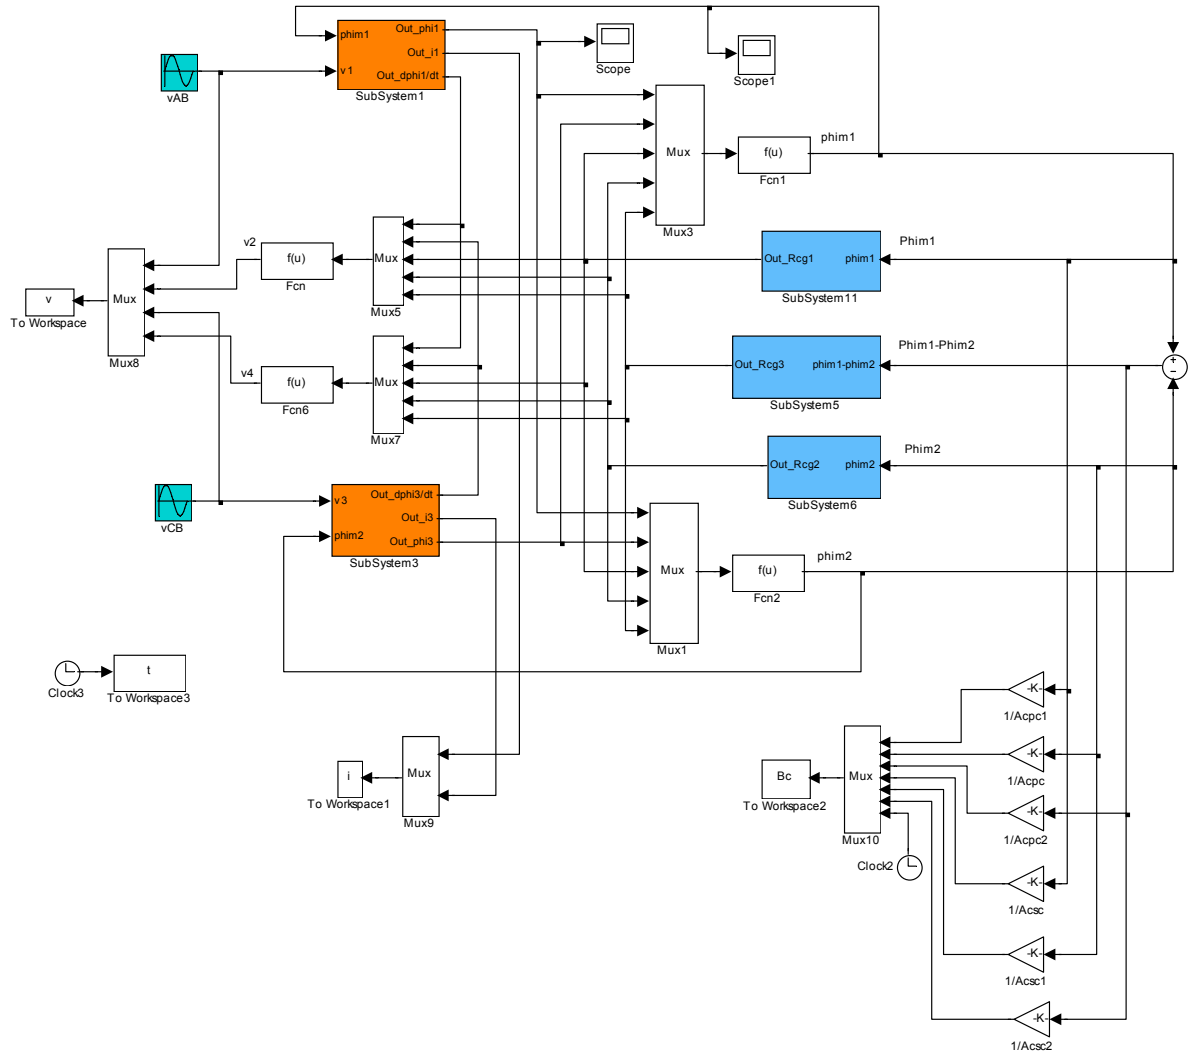 phim1
v1
Out_phi1
Out_i1
Out_dphi1/dt
SubSystem1
vAB
Scope
Scope1
Mux
Mux3
f(u)
Fcn1
phim1
Mux
Mux5
f(u)
Fcn
v2
Mux
Mux8
v
To Workspace
Mux
Mux7
f(u)
Fcn6
v4
Out_Rcg1
phim1
SubSystem11
Phim1
Out_Rcg3
phim1-phim2
SubSystem5
Phim1-Phim2
+
−
Out_Rcg2
phim2
SubSystem6
Phim2
vCB
v3
phim2
Out_dphi3/dt
Out_i3
Out_phi3
SubSystem3
Mux
Mux1
f(u)
Fcn2
phim2
Clock3
t
To Workspace3
i
To Workspace1
Mux
Mux9
Bc
To Workspace2
Mux
Mux10
Clock2
-K-
1/Acpc1
-K-
1/Acpc
-K-
1/Acpc2
-K-
1/Acsc
-K-
1/Acsc1
-K-
1/Acsc2